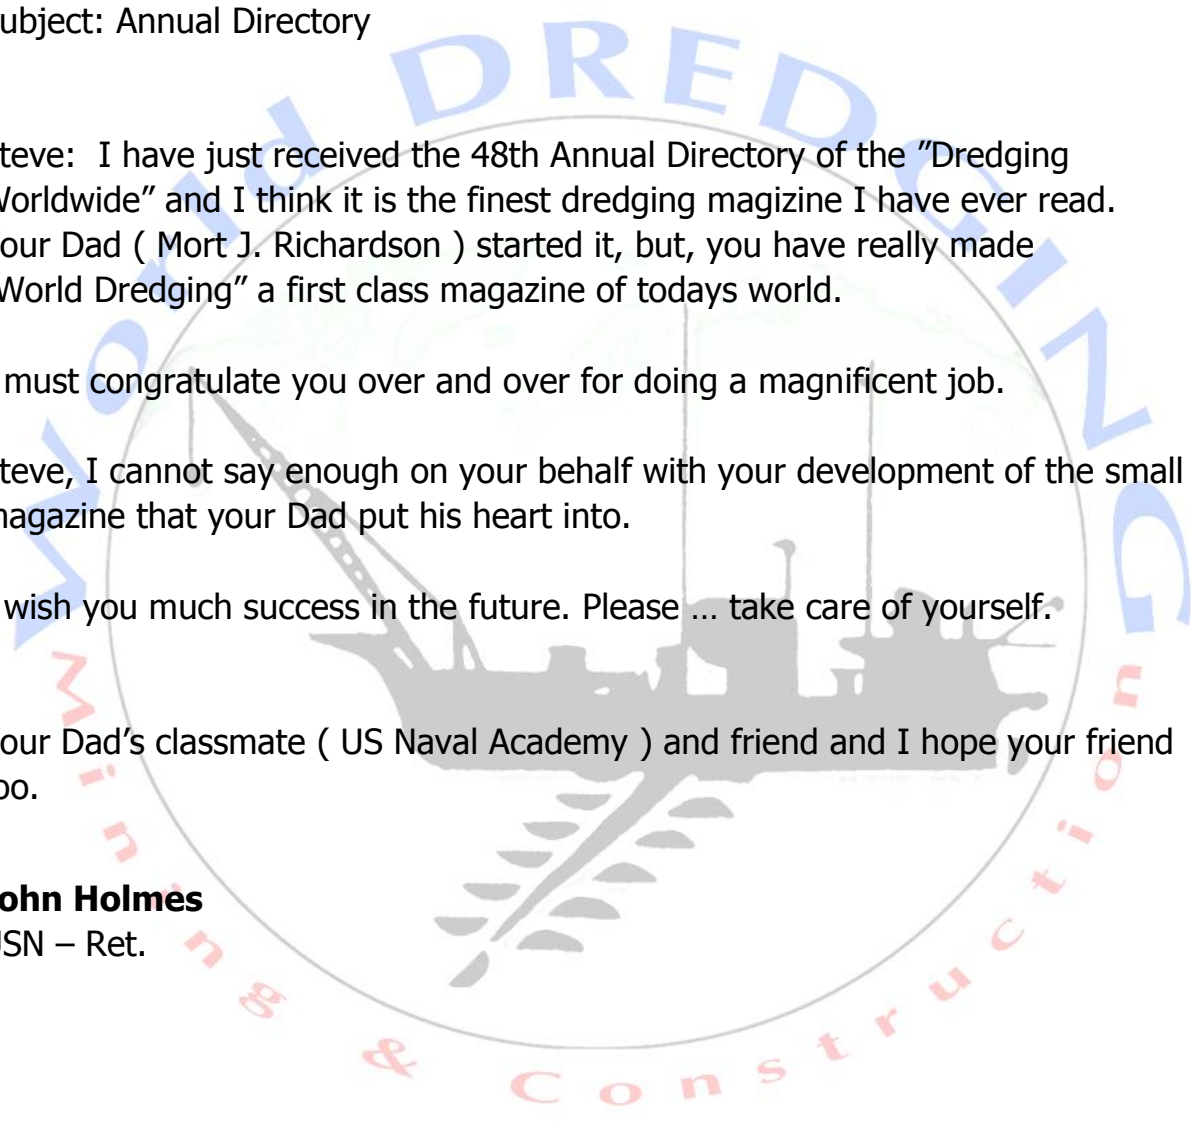 ubject: Annual Directory
teve: I have just received the 48th Annual Directory of the ”Dredging
Worldwide” and I think it is the finest dredging magizine I have ever read.
our Dad ( Mort J. Richardson ) started it, but, you have really made
World Dredging” a first class magazine of todays world.
must congratulate you over and over for doing a magnificent job.
teve, I cannot say enough on your behalf with your development of the small
magazine that your Dad put his heart into.
wish you much success in the future. Please … take care of yourself.
our Dad’s classmate ( US Naval Academy ) and friend and I hope your friend
oo.
ohn Holmes
USN – Ret.
World DREDGING
Mining & Construction